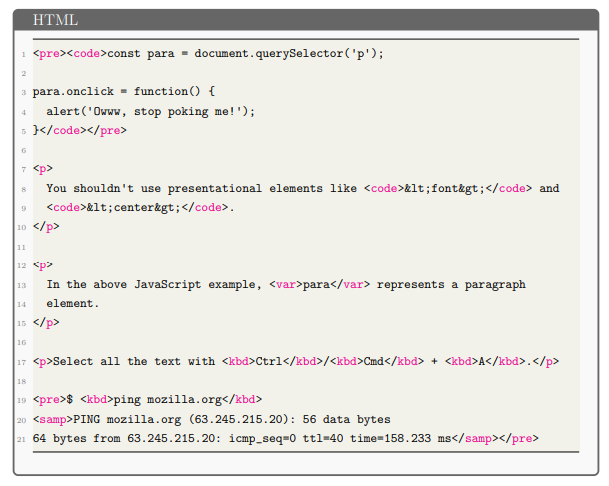 HTML
1 <pre><code>const para = document.querySelector('p');
2
3 para.onclick = function() {
4   alert('Owww, stop poking me!');
5 }</code></pre>
6
7 <p>
8   You shouldn't use presentational elements like <code>&lt;font&gt;</code> and
9   <code>&lt;center&gt;</code>.
10 </p>
11
12 <p>
13   In the above JavaScript example, <var>para</var> represents a paragraph
14   element.
15 </p>
16
17 <p>Select all the text with <kbd>Ctrl</kbd>/<kbd>Cmd</kbd> + <kbd>A</kbd>.</p>
18
19 <pre>$ <kbd>ping mozilla.org</kbd>
20 <samp>PING mozilla.org (63.245.215.20): 56 data bytes
21 64 bytes from 63.245.215.20: icmp_seq=0 ttl=40 time=158.233 ms</samp></pre>